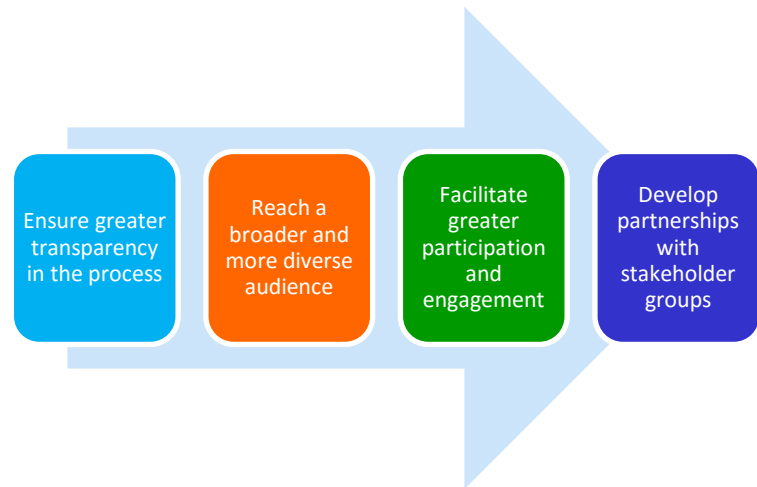 Ensure greater
transparency
in the process
Reach a
broader and
more diverse
audience
Facilitate
greater
participation
and
engagement
Develop
partnerships
with
stakeholder
groups